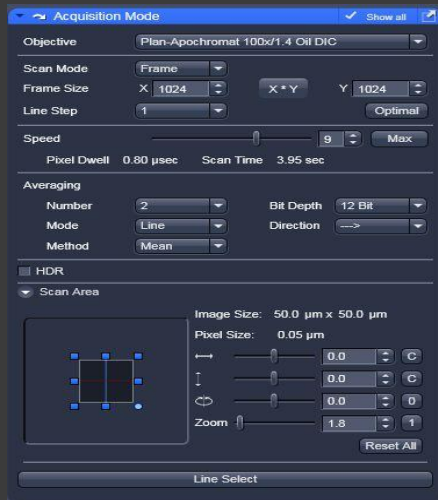 Acquisition Mode Show all
Objective Plan-Apochromat 100x/1.4 Oil DIC
Scan Mode Frame
Frame Size X 1024 X * Y Y 1024
Line Step 1 Optimal
Speed 9 Max
Pixel Dwell 0.80 µsec Scan Time 3.95 sec
Averaging
Number 2 Bit Depth 12 Bit
Mode Line Direction --->
Method Mean
HDR
Scan Area
Image Size: 50.0 µm x 50.0 µm
Pixel Size: 0.05 µm
0.0 C
0.0 C
0.0 0
Zoom 1.8 1
Reset All
Line Select